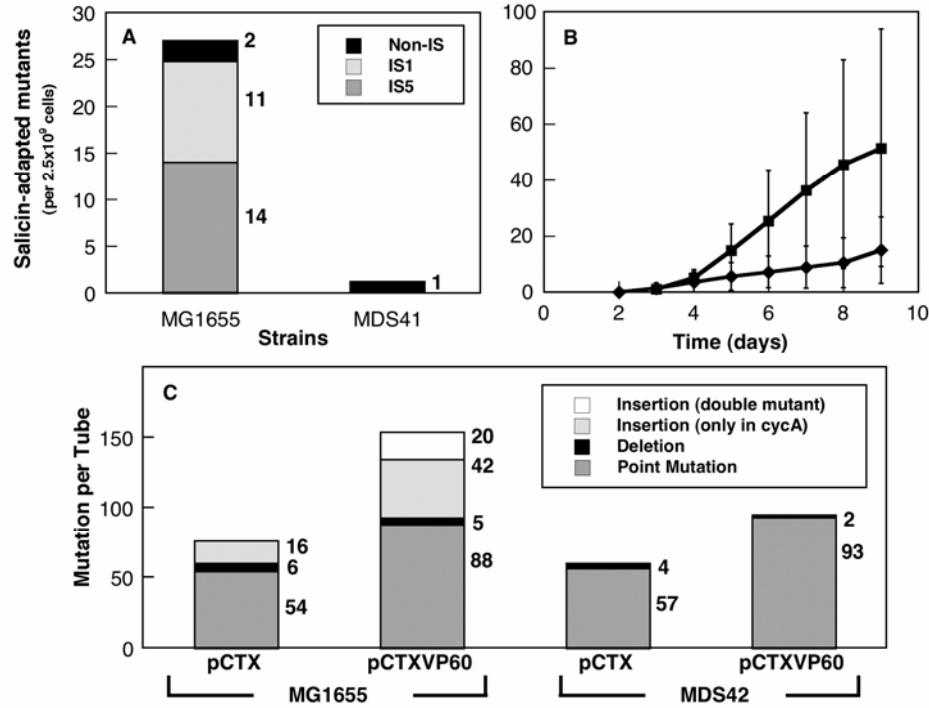 A
Salicin-adapted mutants
(per 2.5x10⁹ cells)
30
25
20
15
10
5
0
2
11
14
1
Non-IS
IS1
IS5
MG1655
MDS41
Strains
B
100
80
60
40
20
0
0
2
4
6
8
10
Time (days)
C
Mutation per Tube
150
100
50
0
16
6
54
20
42
5
88
4
57
2
93
Insertion (double mutant)
Insertion (only in cycA)
Deletion
Point Mutation
pCTX
pCTXVP60
pCTX
pCTXVP60
MG1655
MDS42